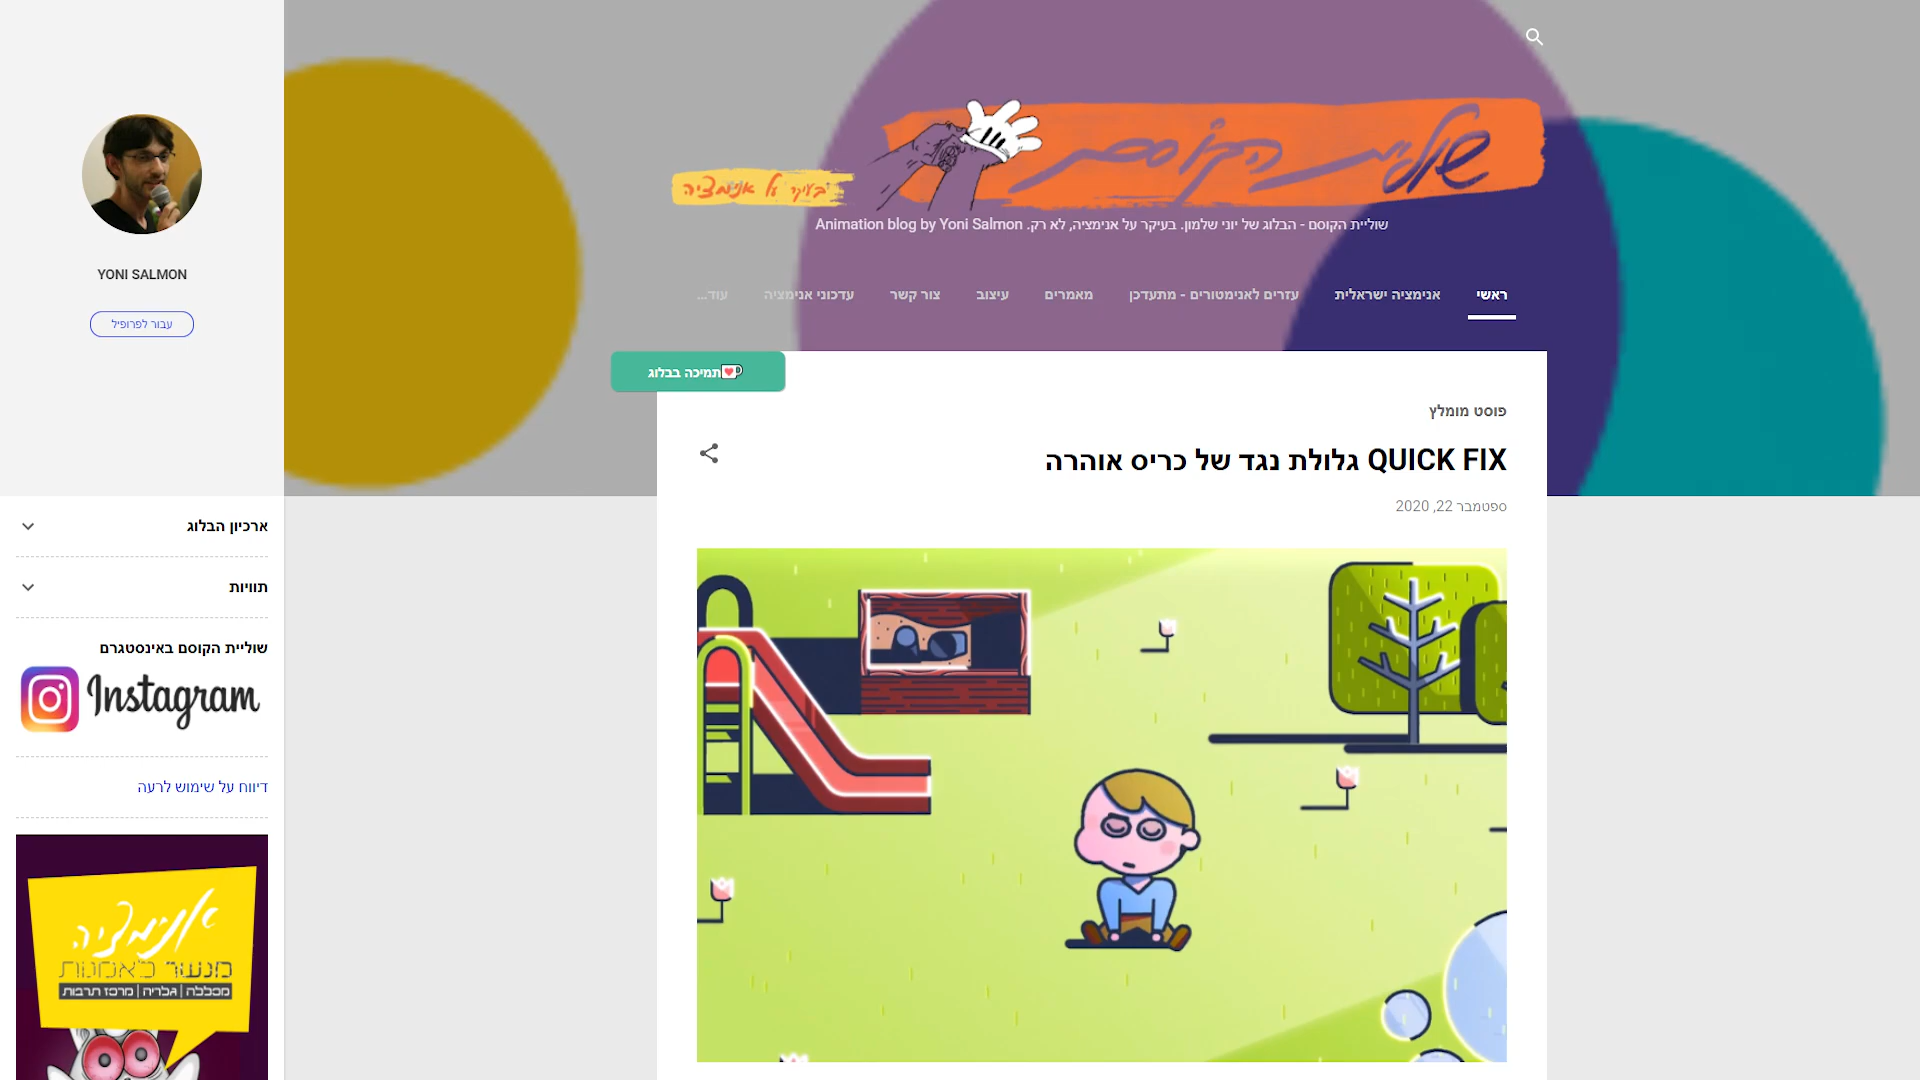 שוליית הקוסם
בעיקר על אנימציה
שוליית הקוסם - הבלוג של יוני שלמון. בעיקר על אנימציה, לא רק. Animation blog by Yoni Salmon
ראשי
אנימציה ישראלית
עזרים לאנימטורים - מתעדכן
מאמרים
עיצוב
צור קשר
עדכוני אנימציה
עוד…
תמיכה בבלוג
פוסט מומלץ
QUICK FIX גלולת נגד של כריס אוהרה
ספטמבר 22, 2020
YONI SALMON
עבור לפרופיל
ארכיון הבלוג
תוויות
שוליית הקוסם באינסטגרם
Instagram
דיווח על שימוש לרעה
אנימציה
מנשר לאמנות
מכללה | גלריה | מרכז תרבות